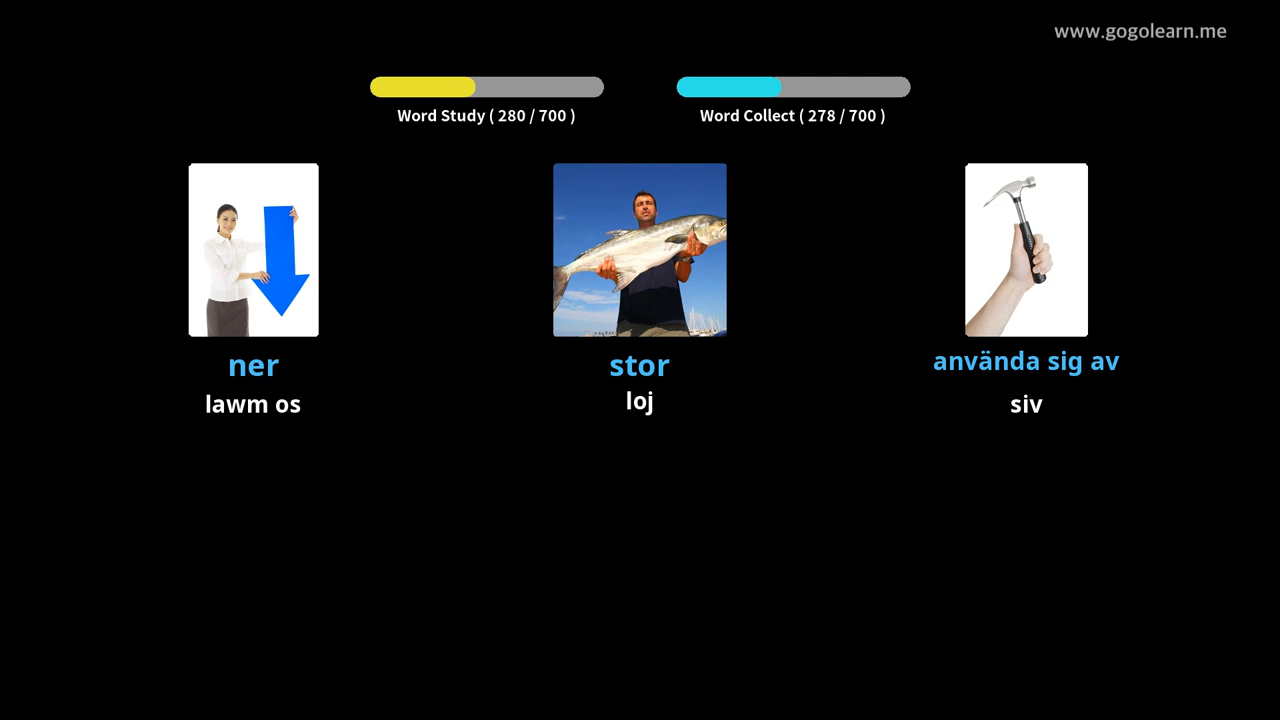 www.gogolearn.me
Word Study ( 280 / 700 )
Word Collect ( 278 / 700 )
ner
lawm os
stor
loj
använda sig av
siv